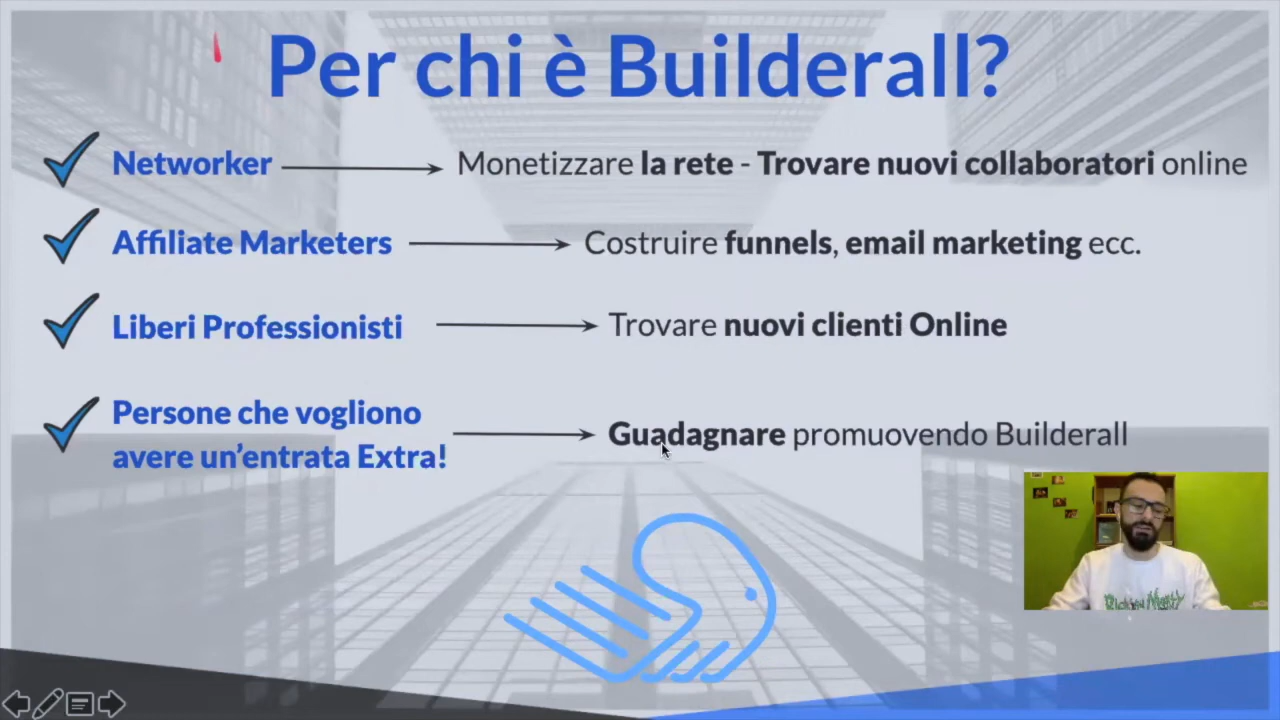 Per chi è Builderall?
Networker
Monetizzare la rete - Trovare nuovi collaboratori online
Affiliate Marketers
Costruire funnels, email marketing ecc.
Liberi Professionisti
Trovare nuovi clienti Online
Persone che vogliono
avere un'entrata Extra!
Guadagnare promuovendo Builderall